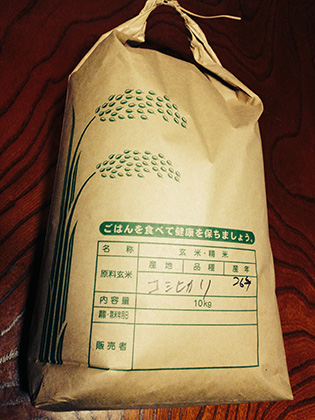 ごはんを食べて健康を保ちましょう。
名称 玄米・精米
原料玄米 産地 品種 産年
コシヒカリ 26年
内容量 10kg
販売者